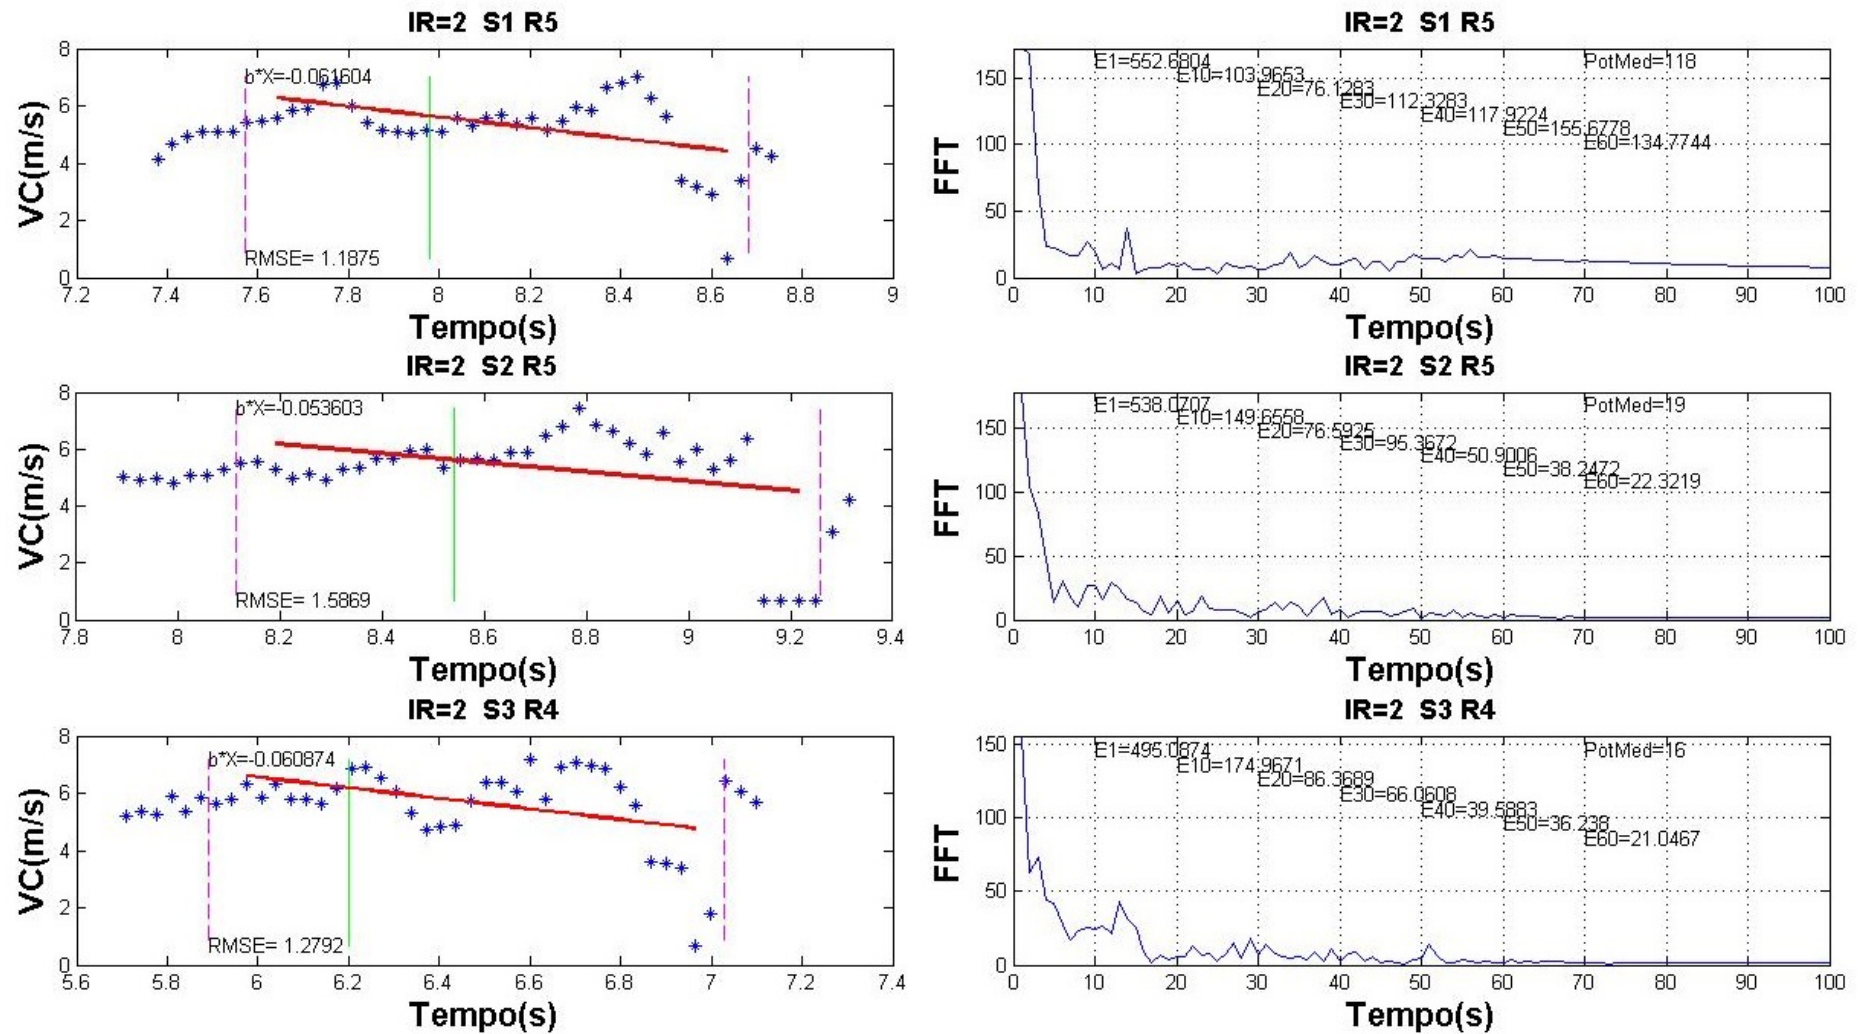 IR=2 S1 R5
8
6
4
2
0
VC(m/s)
b*X=-0.061604
RMSE= 1.1875
7.2 7.4 7.6 7.8 8 8.2 8.4 8.6 8.8 9
Tempo(s)
IR=2 S1 R5
150
100
50
0
FFT
E1=552.6804
E10=103.9653
E20=76.1283
E30=112.3283
E40=117.9224
E50=155.6778
E60=134.7744
PotMed=118
0 10 20 30 40 50 60 70 80 90 100
Tempo(s)
IR=2 S2 R5
8
6
4
2
0
VC(m/s)
b*X=-0.053603
RMSE= 1.5869
7.8 8 8.2 8.4 8.6 8.8 9 9.2 9.4
Tempo(s)
IR=2 S2 R5
150
100
50
0
FFT
E1=538.0707
E10=149.6558
E20=76.5925
E30=95.3672
E40=50.9006
E50=38.2472
E60=22.3219
PotMed=19
0 10 20 30 40 50 60 70 80 90 100
Tempo(s)
IR=2 S3 R4
8
6
4
2
0
VC(m/s)
b*X=-0.060874
RMSE= 1.2792
5.6 5.8 6 6.2 6.4 6.6 6.8 7 7.2 7.4
Tempo(s)
IR=2 S3 R4
150
100
50
0
FFT
E1=495.0874
E10=174.9671
E20=86.3689
E30=66.0608
E40=39.5883
E50=36.238
E60=21.0467
PotMed=16
0 10 20 30 40 50 60 70 80 90 100
Tempo(s)